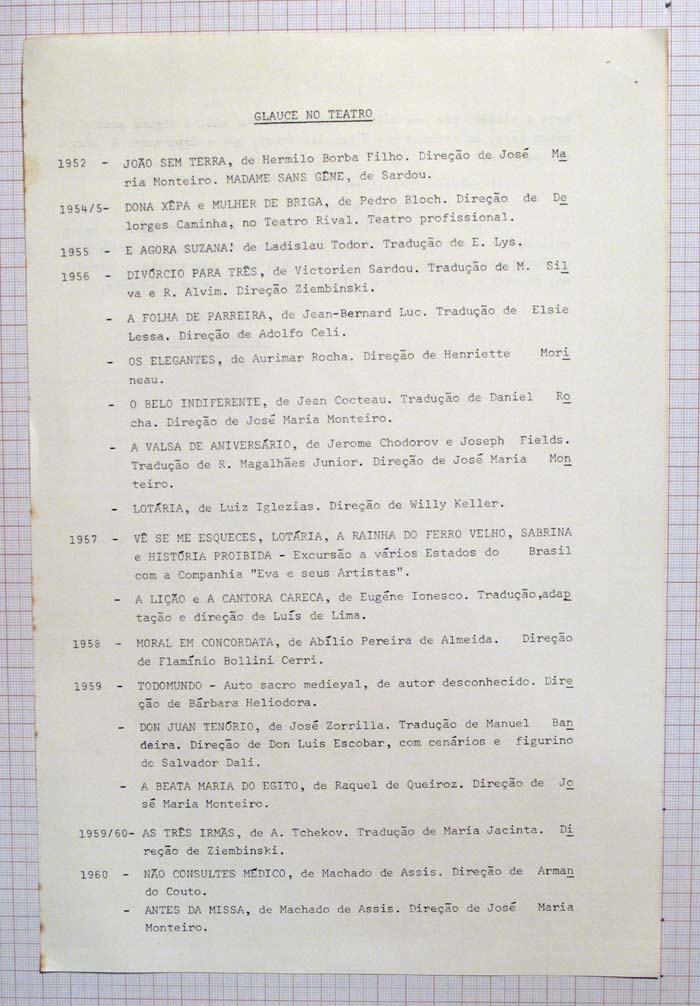 GLAUCE NO TEATRO
1952 - JOÃO SEM TERRA, de Hermilo Borba Filho. Direção de José Ma
ria Monteiro. MADAME SANS GÊNE, de Sardou.
1954/5- DONA XÊPA e MULHER DE BRIGA, de Pedro Bloch. Direção de De
lorges Caminha, no Teatro Rival. Teatro profissional.
1955 - E AGORA SUZANA! de Ladislau Todor. Tradução de E. Lys.
1956 - DIVÓRCIO PARA TRÊS, de Victorien Sardou. Tradução de M. Sil
va e R. Alvim. Direção Ziembinski.
- A FOLHA DE PARREIRA, de Jean-Bernard Luc. Tradução de Elsie
Lessa. Direção de Adolfo Celi.
- OS ELEGANTES, de Aurimar Rocha. Direção de Henriette Mori
neau.
- O BELO INDIFERENTE, de Jean Cocteau. Tradução de Daniel Ro
cha. Direção de José Maria Monteiro.
- A VALSA DE ANIVERSÁRIO, de Jerome Chodorov e Joseph Fields.
Tradução de R. Magalhães Junior. Direção de José Maria Mon
teiro.
- LOTÁRIA, de Luiz Iglezias. Direção de Willy Keller.
1957 - VÊ SE ME ESQUECES, LOTÁRIA, A RAINHA DO FERRO VELHO, SABRINA
e HISTÓRIA PROIBIDA - Excursão a vários Estados do Brasil
com a Companhia "Eva e seus Artistas".
- A LIÇÃO e A CANTORA CARECA, de Eugéne Ionesco. Tradução,adap
tação e direção de Luís de Lima.
1958 - MORAL EM CONCORDATA, de Abílio Pereira de Almeida. Direção
de Flamínio Bollini Cerri.
1959 - TODOMUNDO - Auto sacro medieval, de autor desconhecido. Dire
ção de Bárbara Heliodora.
- DON JUAN TENÓRIO, de José Zorrilla. Tradução de Manuel Ban
deira. Direção de Don Luis Escobar, com cenários e figurino
de Salvador Dali.
- A BEATA MARIA DO EGITO, de Raquel de Queiroz. Direção de Jo
sé Maria Monteiro.
1959/60- AS TRÊS IRMÃS, de A. Tchekov. Tradução de Maria Jacinta. Di
reção de Ziembinski.
1960 - NÃO CONSULTES MÉDICO, de Machado de Assis. Direção de Arman
do Couto.
- ANTES DA MISSA, de Machado de Assis. Direção de José Maria
Monteiro.